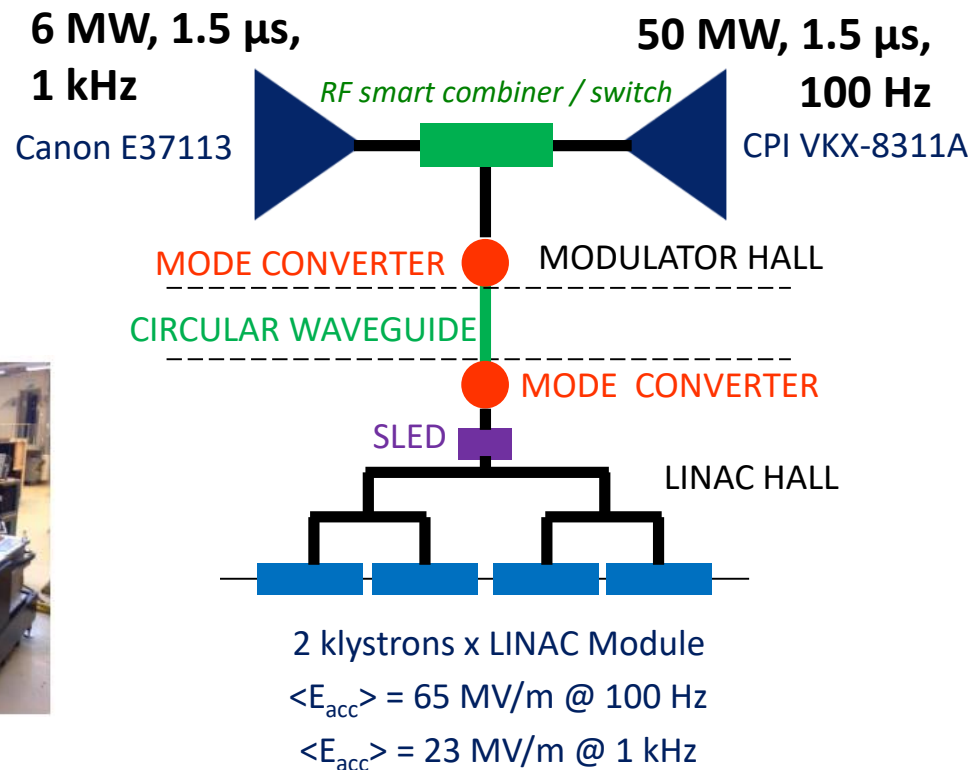 6 MW, 1.5 µs,
1 kHz
50 MW, 1.5 µs,
100 Hz
RF smart combiner / switch
Canon E37113
CPI VKX-8311A
MODE CONVERTER
MODULATOR HALL
CIRCULAR WAVEGUIDE
MODE CONVERTER
SLED
LINAC HALL
2 klystrons x LINAC Module
<E_acc> = 65 MV/m @ 100 Hz
<E_acc> = 23 MV/m @ 1 kHz